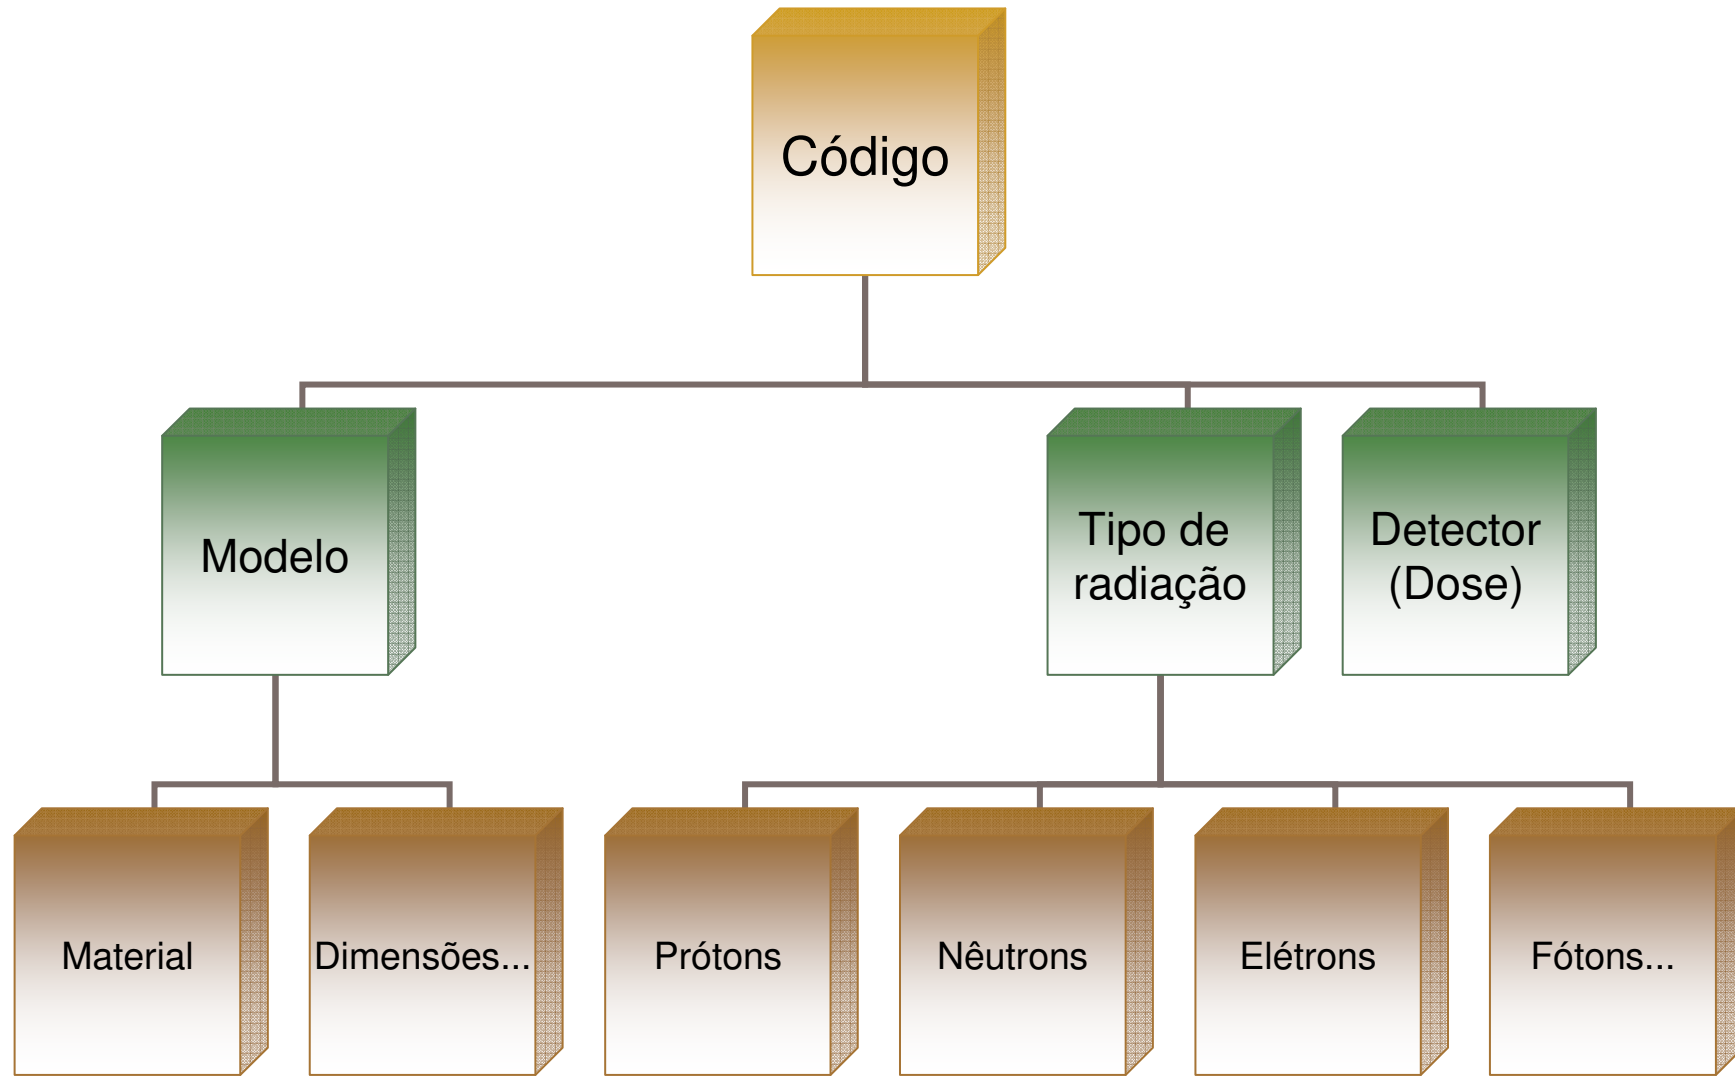 Código
Modelo
Tipo de
radiação
Detector
(Dose)
Material
Dimensões...
Prótons
Nêutrons
Elétrons
Fótons...